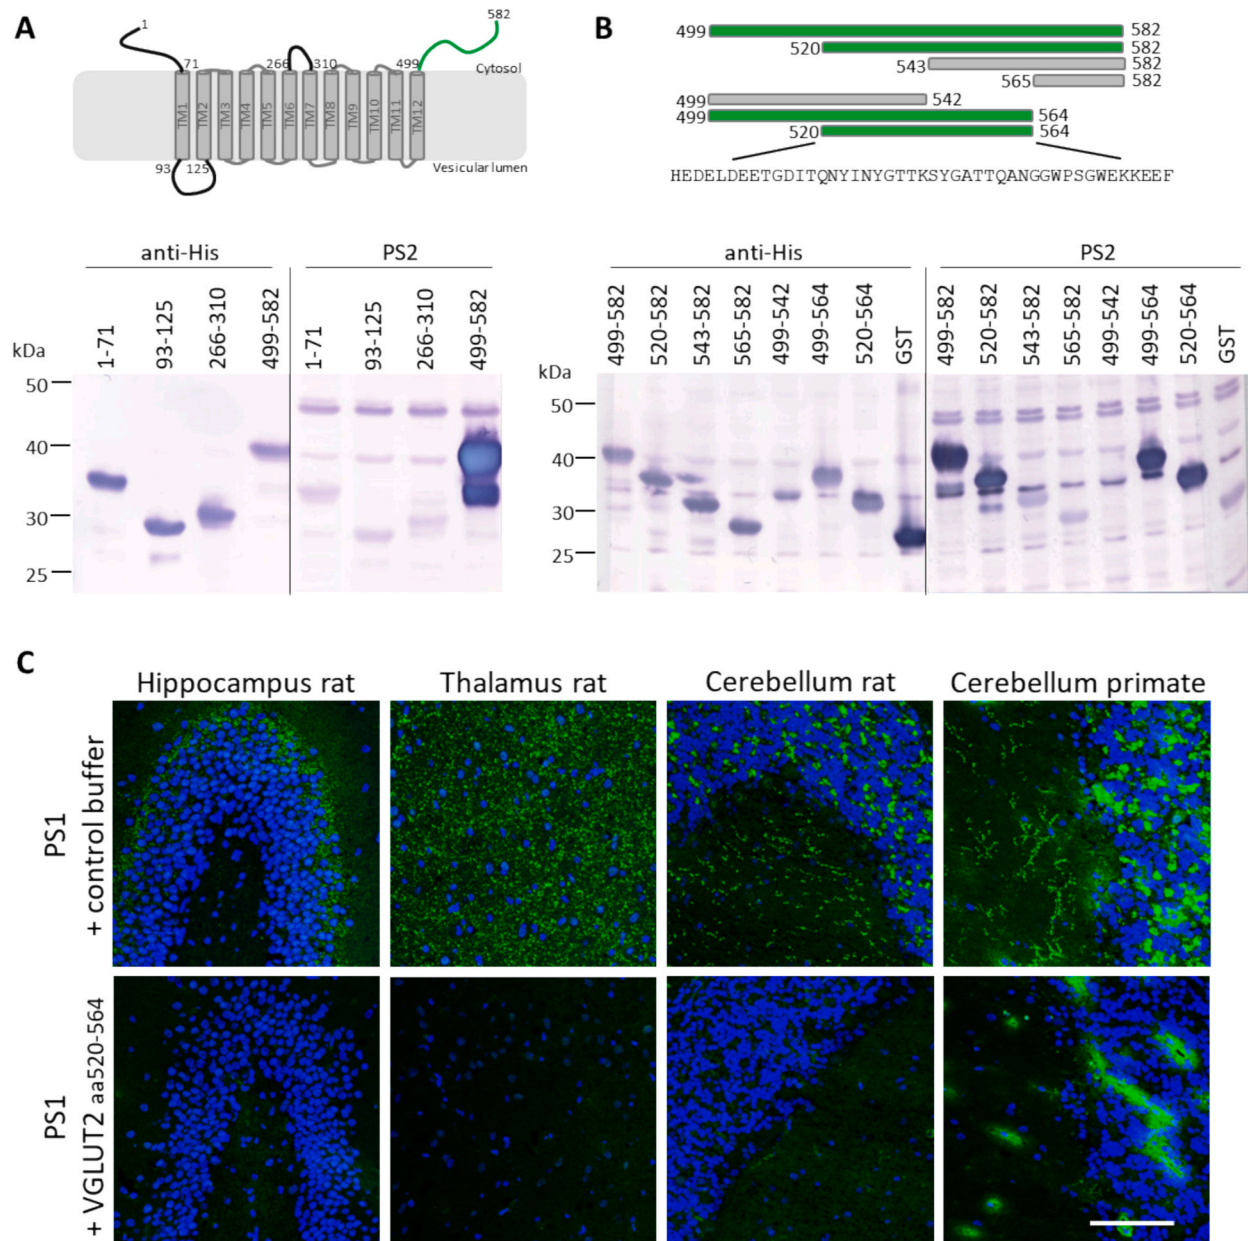 A
1
71
266
310
499
582
Cytosol
TM1
TM2
TM3
TM4
TM5
TM6
TM7
TM8
TM9
TM10
TM11
TM12
93
125
Vesicular lumen
B
499 582
520 582
543 582
565 582
499 542
499 564
520 564
HEDELDEETGDITQNYINYGTTKSYGATTQANGGWPSGWEKKEEF
anti-His
PS2
kDa
1-71
93-125
266-310
499-582
1-71
93-125
266-310
499-582
50
40
30
25
anti-His
PS2
kDa
499-582
520-582
543-582
565-582
499-542
499-564
520-564
GST
499-582
520-582
543-582
565-582
499-542
499-564
520-564
GST
50
40
30
25
C
Hippocampus rat
Thalamus rat
Cerebellum rat
Cerebellum primate
PS1
+ control buffer
PS1
+ VGLUT2 aa520-564